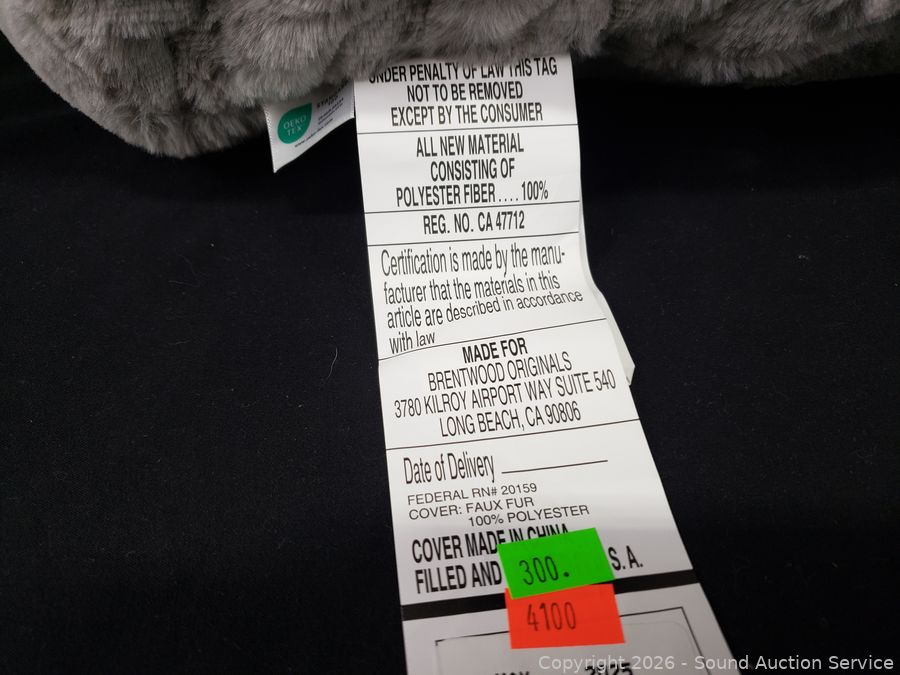 UNDER PENALTY OF LAW THIS TAG
NOT TO BE REMOVED
EXCEPT BY THE CONSUMER
OEKO
TEX
ALL NEW MATERIAL
CONSISTING OF
POLYESTER FIBER .... 100%
REG. NO. CA 47712
Certification is made by the manu-
facturer that the materials in this
article are described in accordance
with law
MADE FOR
BRENTWOOD ORIGINALS
3780 KILROY AIRPORT WAY SUITE 540
LONG BEACH, CA 90806
Date of Delivery
FEDERAL RN# 20159
COVER: FAUX FUR
100% POLYESTER
COVER MADE IN CHINA
FILLED AND
S.A.
300.
4100
Copyright 2026 - Sound Auction Service